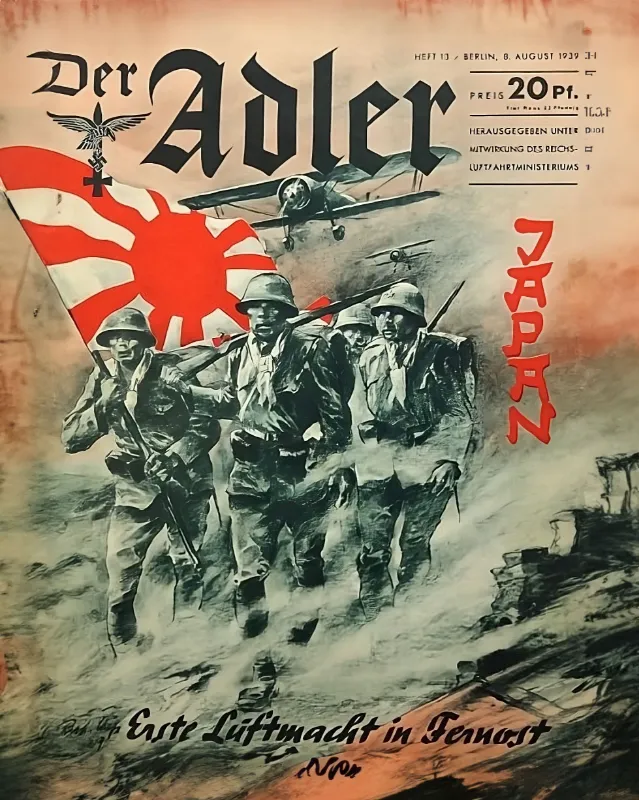 Der Adler
HEFT 13 / BERLIN, 8. AUGUST 1939
PREIS 20 Pf.
HERAUSGEGEBEN UNTER
MITWIRKUNG DES REICHS-
LUFTFAHRTMINISTERIUMS
JAPAN
Erste Luftmacht in Fernost